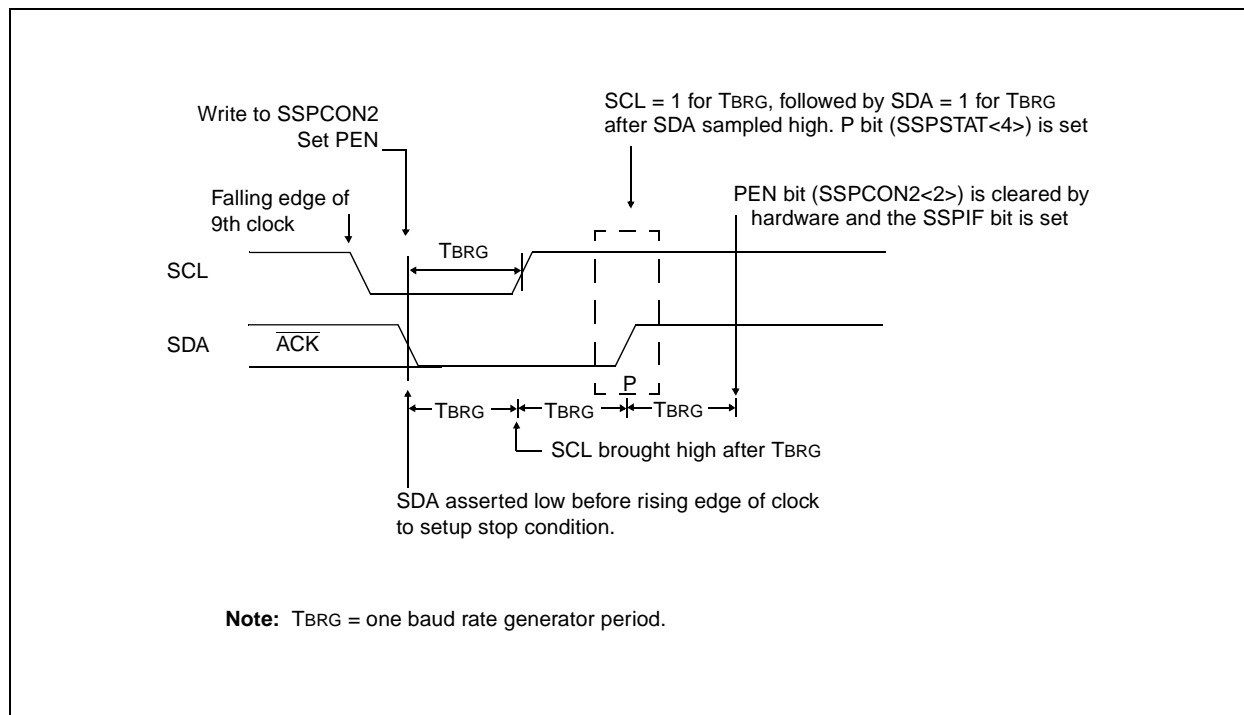 Write to SSPCON2
Set PEN
SCL = 1 for TBRG, followed by SDA = 1 for TBRG
after SDA sampled high. P bit (SSPSTAT<4>) is set
Falling edge of
9th clock
PEN bit (SSPCON2<2>) is cleared by
hardware and the SSPIF bit is set
TBRG
SCL
SDA
ACK
P
TBRG TBRG TBRG
SCL brought high after TBRG
SDA asserted low before rising edge of clock
to setup stop condition.
Note: TBRG = one baud rate generator period.